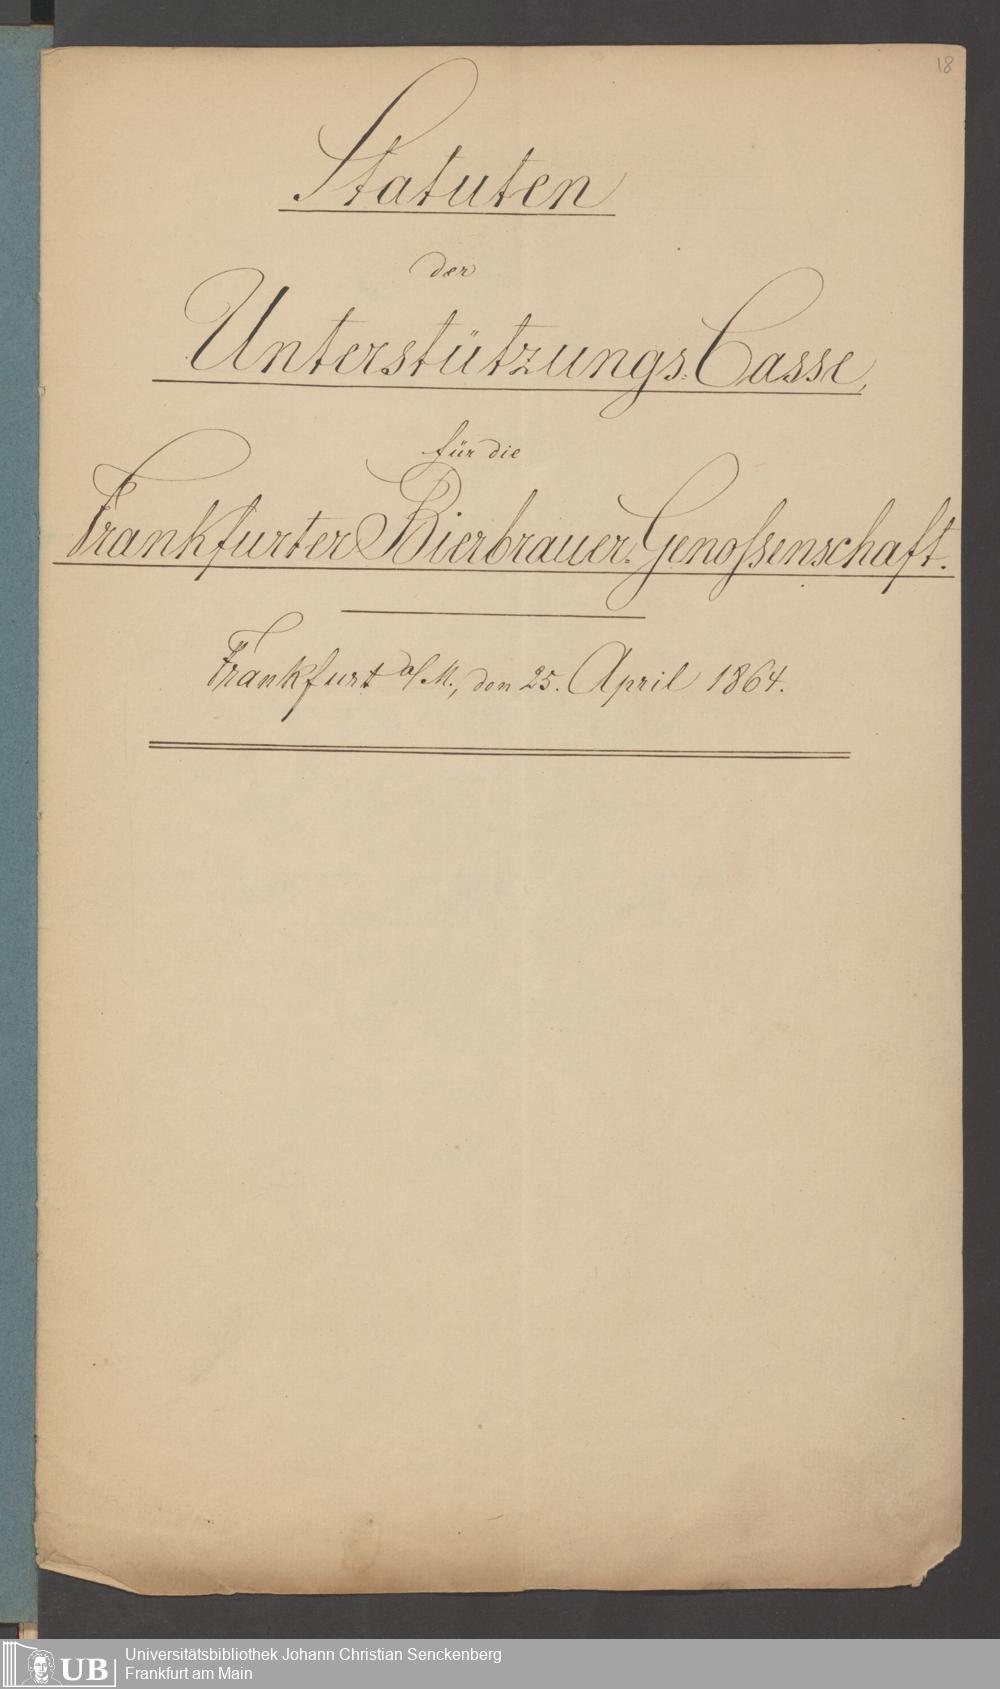 18
Statuten
der
Unterstützungs-Casse,
für die
Frankfurter Bierbrauer-Genossenschaft.
Frankfurt a/M., den 25. April 1864.
UB
Universitätsbibliothek Johann Christian Senckenberg
Frankfurt am Main